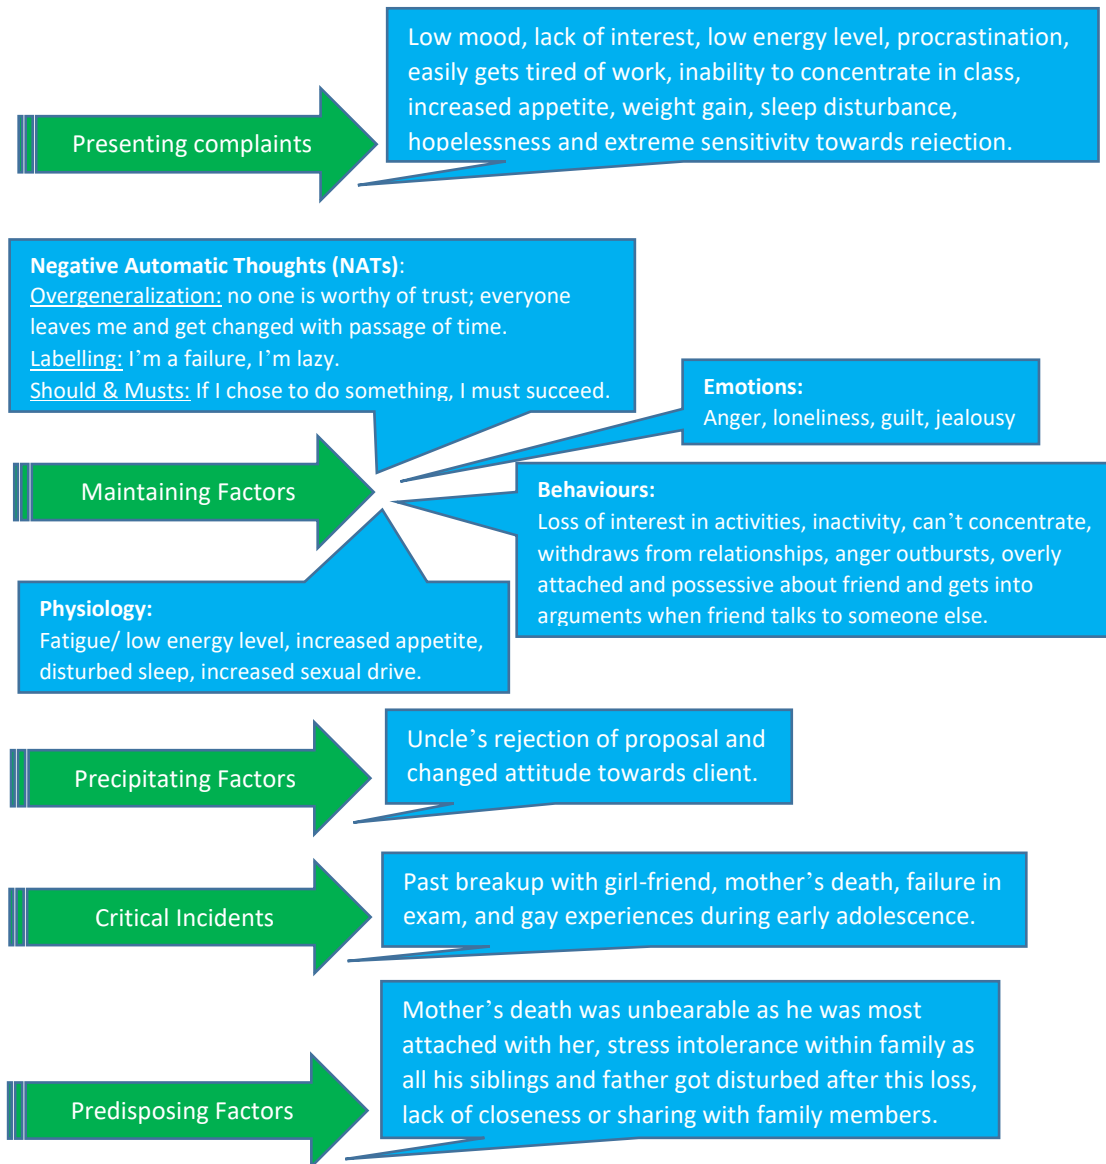 Presenting complaints
Low mood, lack of interest, low energy level, procrastination,
easily gets tired of work, inability to concentrate in class,
increased appetite, weight gain, sleep disturbance,
hopelessness and extreme sensitivity towards rejection.
Negative Automatic Thoughts (NATs):
Overgeneralization: no one is worthy of trust; everyone
leaves me and get changed with passage of time.
Labelling: I’m a failure, I’m lazy.
Should & Musts: If I chose to do something, I must succeed.
Emotions:
Anger, loneliness, guilt, jealousy
Maintaining Factors
Behaviours:
Loss of interest in activities, inactivity, can’t concentrate,
withdraws from relationships, anger outbursts, overly
attached and possessive about friend and gets into
arguments when friend talks to someone else.
Physiology:
Fatigue/ low energy level, increased appetite,
disturbed sleep, increased sexual drive.
Precipitating Factors
Uncle’s rejection of proposal and
changed attitude towards client.
Critical Incidents
Past breakup with girl-friend, mother’s death, failure in
exam, and gay experiences during early adolescence.
Predisposing Factors
Mother’s death was unbearable as he was most
attached with her, stress intolerance within family as
all his siblings and father got disturbed after this loss,
lack of closeness or sharing with family members.